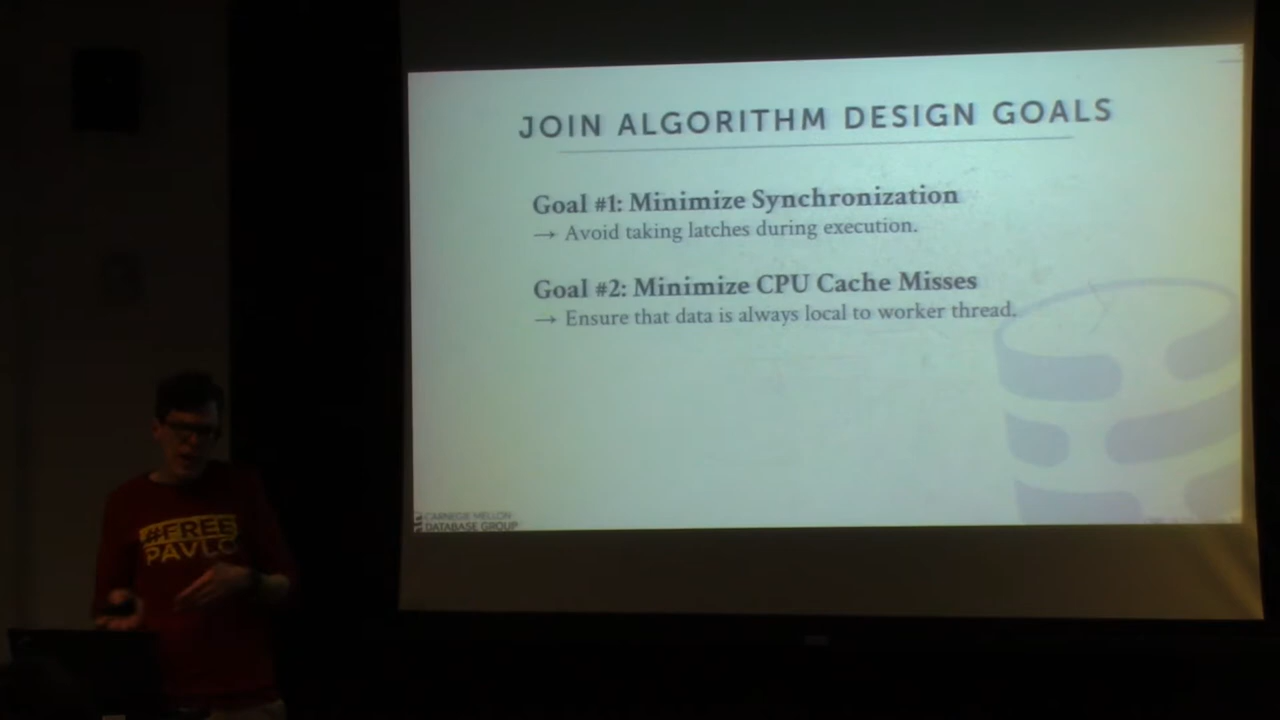 JOIN ALGORITHM DESIGN GOALS
Goal #1: Minimize Synchronization
→ Avoid taking latches during execution.
Goal #2: Minimize CPU Cache Misses
→ Ensure that data is always local to worker thread.
CARNEGIE MELLON
DATABASE GROUP
#FREE
PAVLO